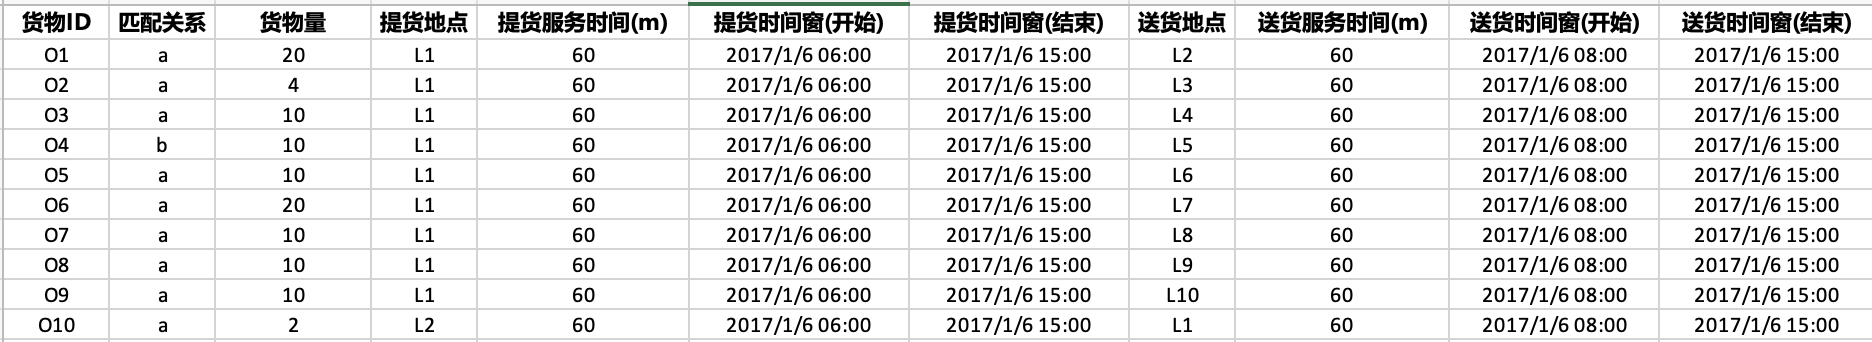 货物ID 匹配关系 货物量 提货地点 提货服务时间(m) 提货时间窗(开始) 提货时间窗(结束) 送货地点 送货服务时间(m) 送货时间窗(开始) 送货时间窗(结束)
O1 a 20 L1 60 2017/1/6 06:00 2017/1/6 15:00 L2 60 2017/1/6 08:00 2017/1/6 15:00
O2 a 4 L1 60 2017/1/6 06:00 2017/1/6 15:00 L3 60 2017/1/6 08:00 2017/1/6 15:00
O3 a 10 L1 60 2017/1/6 06:00 2017/1/6 15:00 L4 60 2017/1/6 08:00 2017/1/6 15:00
O4 b 10 L1 60 2017/1/6 06:00 2017/1/6 15:00 L5 60 2017/1/6 08:00 2017/1/6 15:00
O5 a 10 L1 60 2017/1/6 06:00 2017/1/6 15:00 L6 60 2017/1/6 08:00 2017/1/6 15:00
O6 a 20 L1 60 2017/1/6 06:00 2017/1/6 15:00 L7 60 2017/1/6 08:00 2017/1/6 15:00
O7 a 10 L1 60 2017/1/6 06:00 2017/1/6 15:00 L8 60 2017/1/6 08:00 2017/1/6 15:00
O8 a 10 L1 60 2017/1/6 06:00 2017/1/6 15:00 L9 60 2017/1/6 08:00 2017/1/6 15:00
O9 a 10 L1 60 2017/1/6 06:00 2017/1/6 15:00 L10 60 2017/1/6 08:00 2017/1/6 15:00
O10 a 2 L2 60 2017/1/6 06:00 2017/1/6 15:00 L1 60 2017/1/6 08:00 2017/1/6 15:00